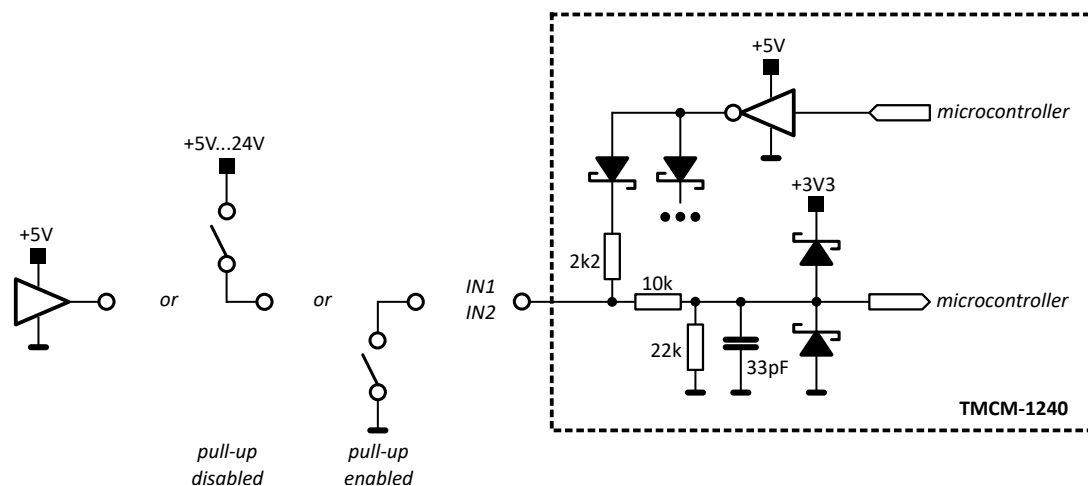 +5V
microcontroller
+5V...24V
+3V3
+5V
2k2
or
or
IN1
IN2
10k
microcontroller
22k
33pF
TMCM-1240
pull-up
disabled
pull-up
enabled